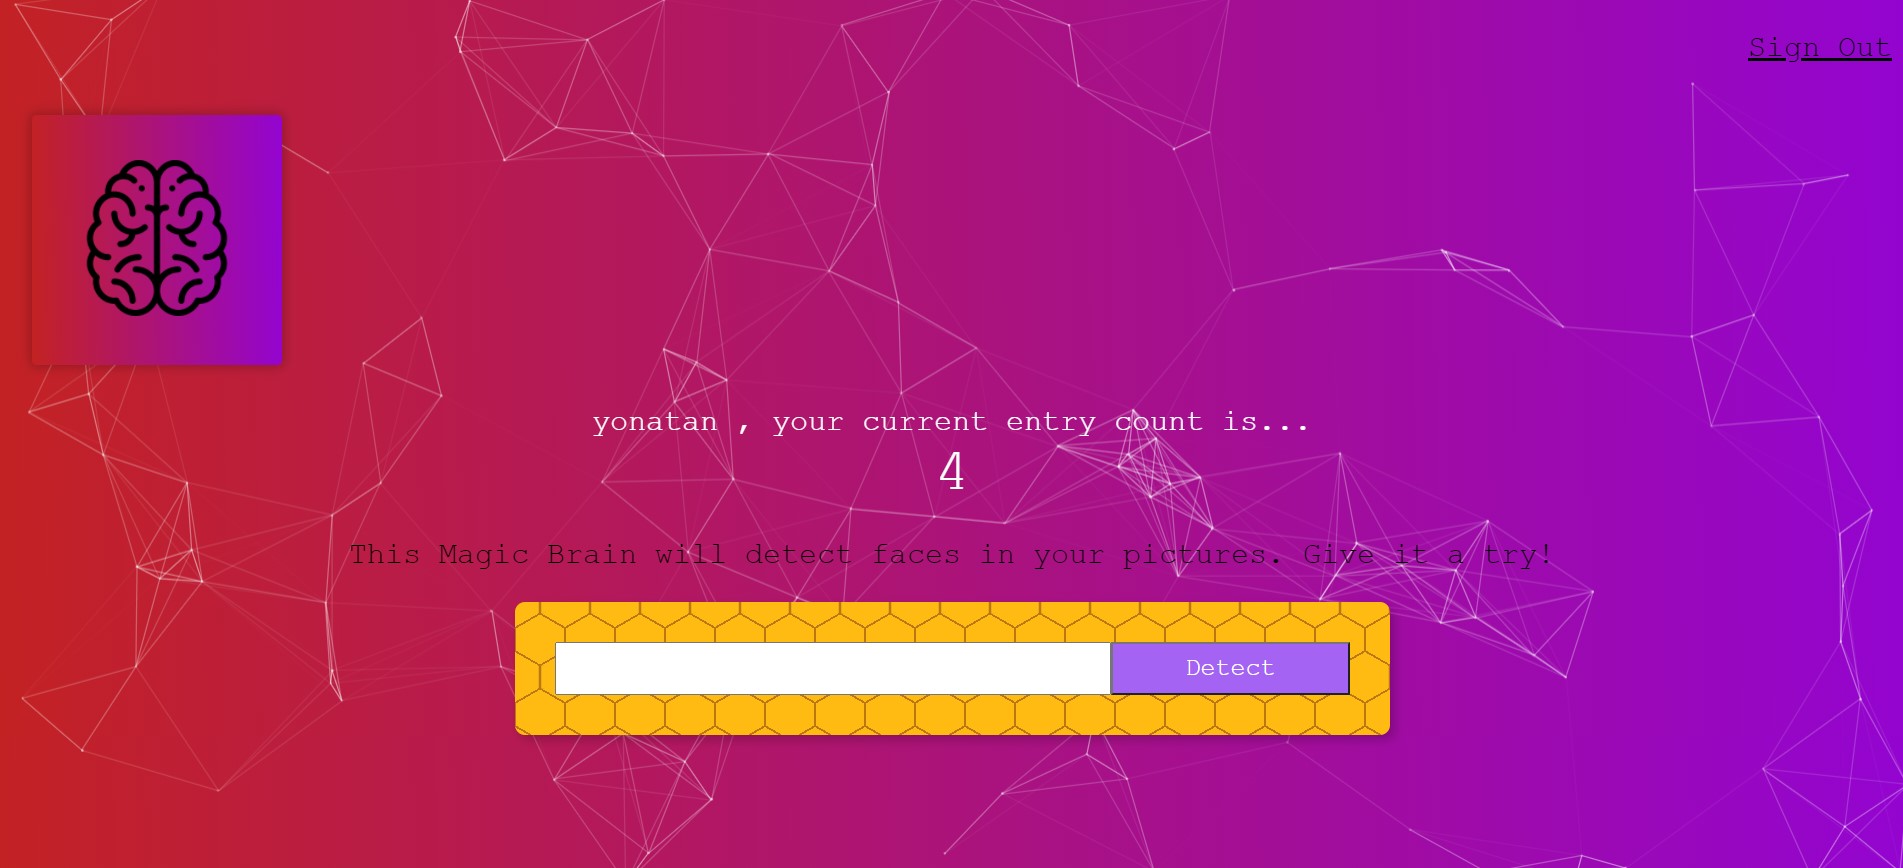 Sign Out
yonatan , your current entry count is...
4
This Magic Brain will detect faces in your pictures. Give it a try!
Detect